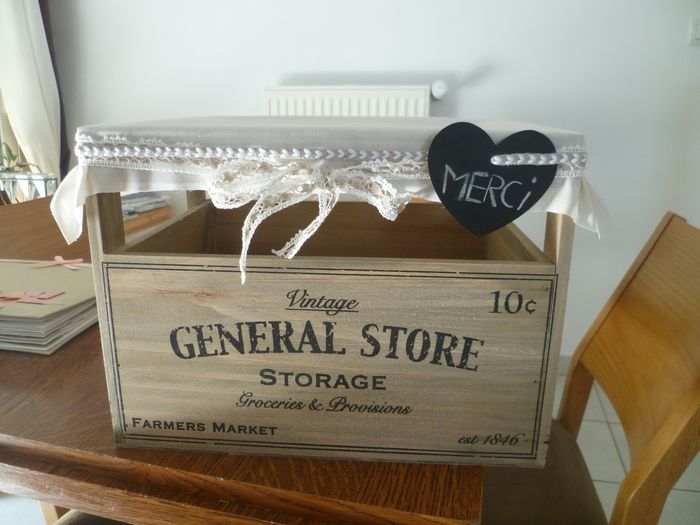 MERCi
Vintage
10¢
GENERAL STORE
STORAGE
Groceries & Provisions
FARMERS MARKET
est 1846